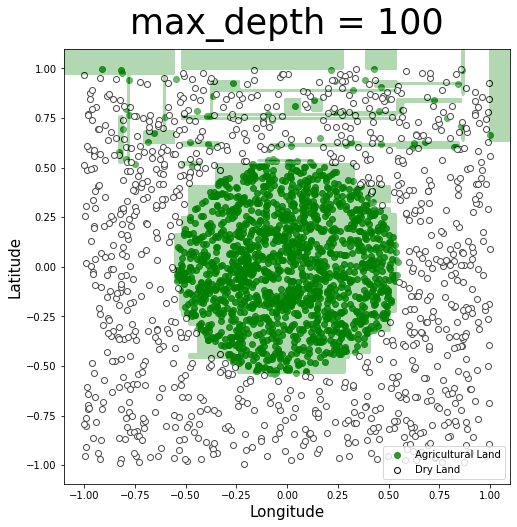 max_depth = 100
Latitude
1.00
0.75
0.50
0.25
0.00
−0.25
−0.50
−0.75
−1.00
Agricultural Land
Dry Land
−1.00 −0.75 −0.50 −0.25 0.00 0.25 0.50 0.75 1.00
Longitude